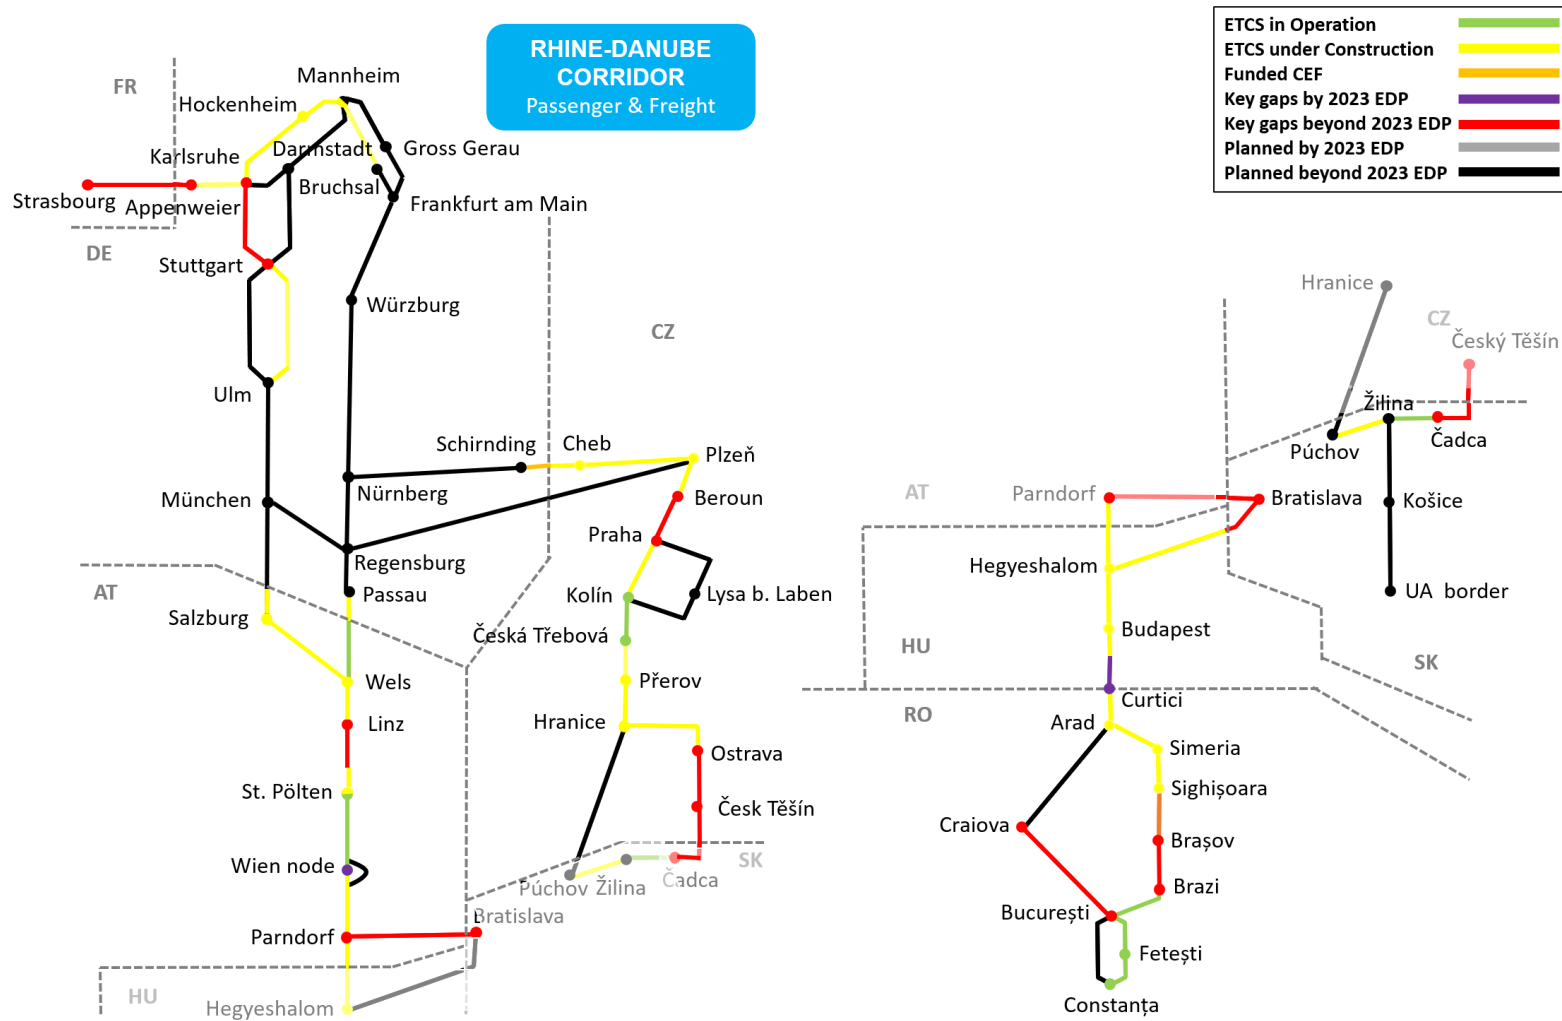 RHINE-DANUBE
CORRIDOR
Passenger & Freight
ETCS in Operation
ETCS under Construction
Funded CEF
Key gaps by 2023 EDP
Key gaps beyond 2023 EDP
Planned by 2023 EDP
Planned beyond 2023 EDP
FR
Mannheim
Hockenheim
Karlsruhe
Darmstadt
Gross Gerau
Bruchsal
Strasbourg
Appenweier
Frankfurt am Main
DE
Stuttgart
Würzburg
CZ
Ulm
Schirnding
Cheb
Plzeň
Nürnberg
München
Beroun
Praha
Regensburg
AT
Passau
Kolín
Lysa b. Laben
Salzburg
Česká Třebová
Wels
Přerov
Linz
Hranice
Ostrava
St. Pölten
Česk Těšín
Wien node
SK
Púchov
Žilina
Čadca
Bratislava
Parndorf
HU
Hegyeshalom
Hranice
CZ
Český Těšín
Žilina
Čadca
Púchov
AT
Parndorf
Bratislava
Košice
Hegyeshalom
UA border
Budapest
HU
SK
Curtici
RO
Arad
Simeria
Sighișoara
Craiova
Brașov
Brazi
București
Fetești
Constanța